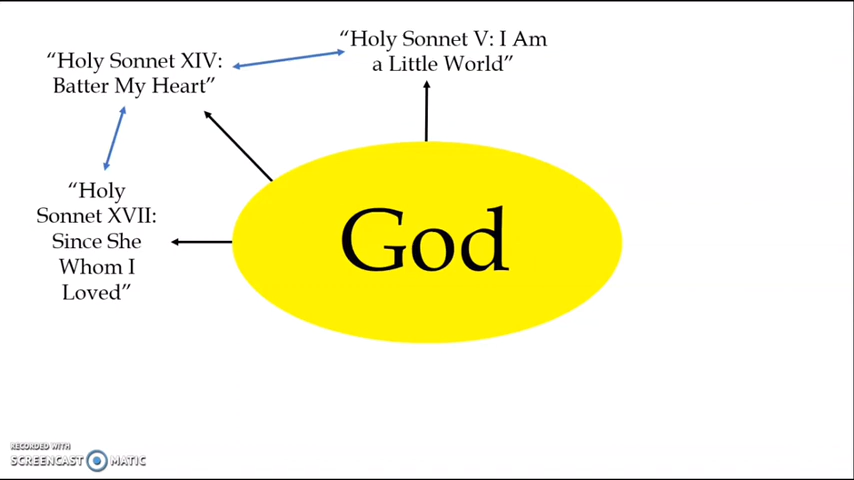 “Holy Sonnet XIV:
Batter My Heart”
“Holy Sonnet V: I Am
a Little World”
“Holy
Sonnet XVII:
Since She
Whom I
Loved”
God
RECORDED WITH
SCREENCAST MATIC